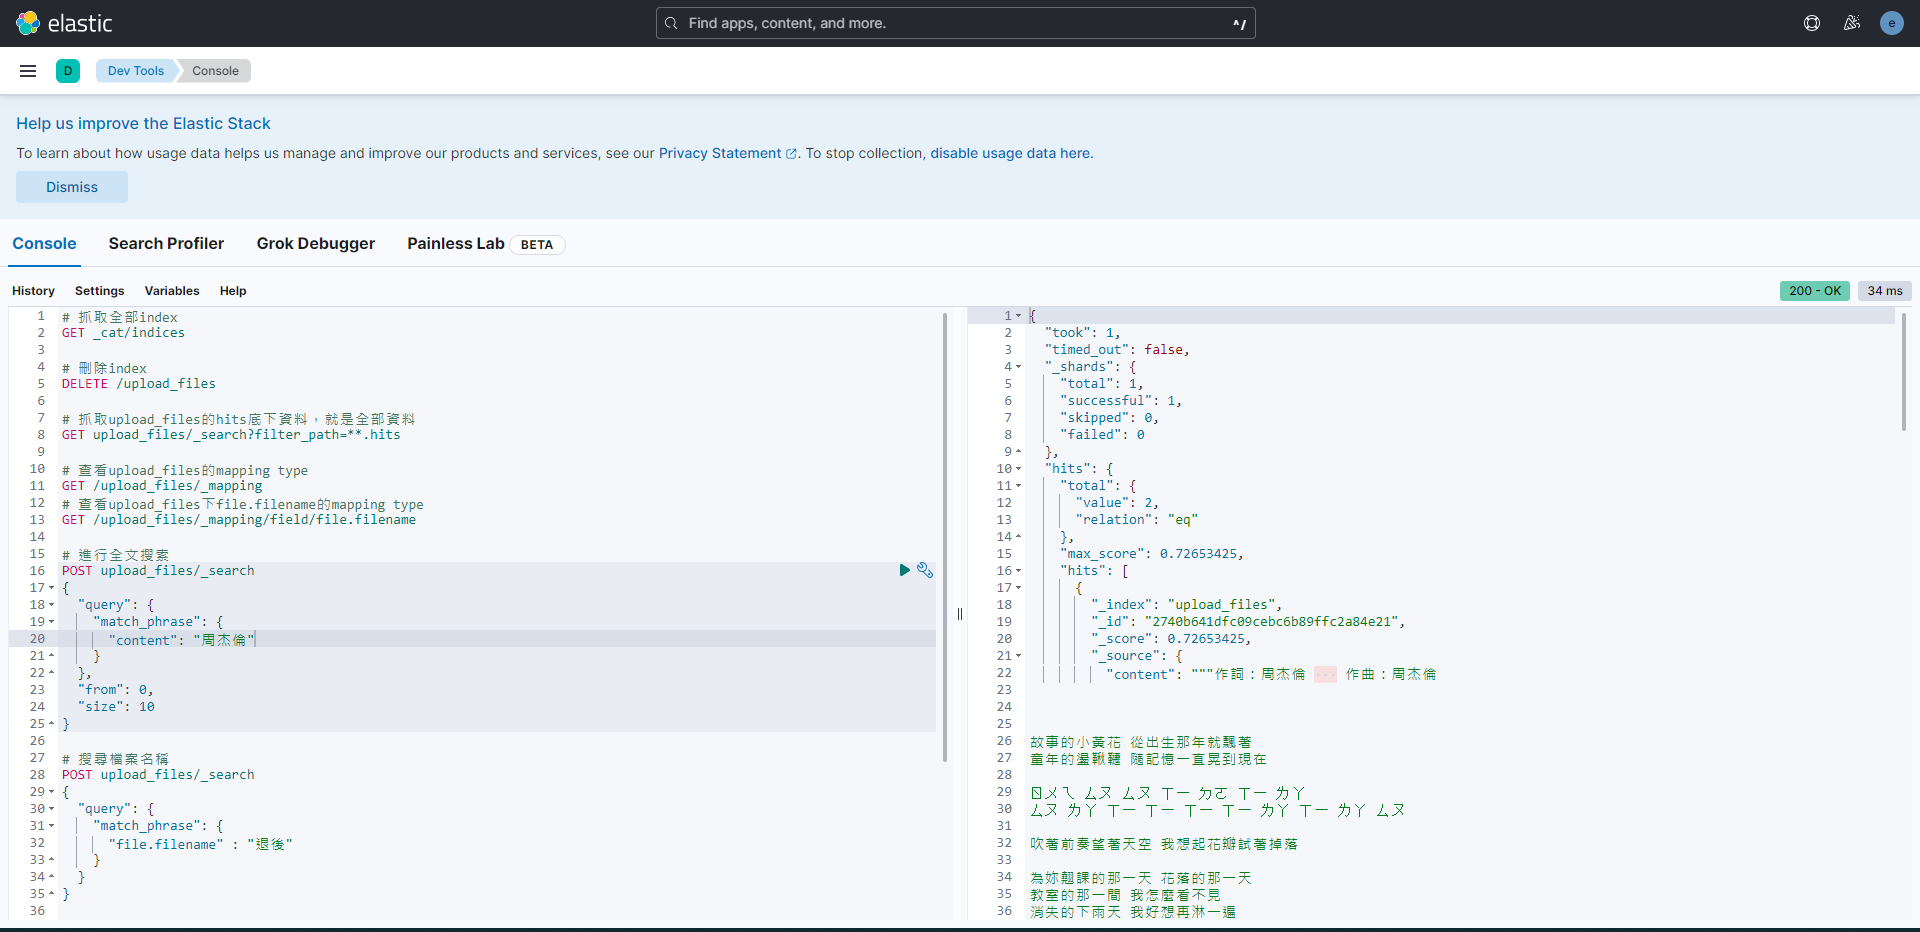 elastic
Find apps, content, and more.
^/
e
D
Dev Tools
Console
Help us improve the Elastic Stack
To learn about how usage data helps us manage and improve our products and services, see our Privacy Statement. To stop collection, disable usage data here.
Dismiss
Console
Search Profiler
Grok Debugger
Painless Lab
BETA
History
Settings
Variables
Help
200 - OK
34 ms
1 # 抓取全部index
2 GET _cat/indices
3
4 # 刪除index
5 DELETE /upload_files
6
7 # 抓取upload_files的hits底下資料，就是全部資料
8 GET upload_files/_search?filter_path=**.hits
9
10 # 查看upload_files的mapping type
11 GET /upload_files/_mapping
12 # 查看upload_files下file.filename的mapping type
13 GET /upload_files/_mapping/field/file.filename
14
15 # 進行全文搜索
16 POST upload_files/_search
17 {
18 "query": {
19 "match_phrase": {
20 "content": "周杰倫"
21 }
22 },
23 "from": 0,
24 "size": 10
25 }
26
27 # 搜尋檔案名稱
28 POST upload_files/_search
29 {
30 "query": {
31 "match_phrase": {
32 "file.filename" : "退後"
33 }
34 }
35 }
36
1 {
2 "took": 1,
3 "timed_out": false,
4 "_shards": {
5 "total": 1,
6 "successful": 1,
7 "skipped": 0,
8 "failed": 0
9 },
10 "hits": {
11 "total": {
12 "value": 2,
13 "relation": "eq"
14 },
15 "max_score": 0.72653425,
16 "hits": [
17 {
18 "_index": "upload_files",
19 "_id": "2740b641dfc09cebc6b89ffc2a84e21",
20 "_score": 0.72653425,
21 "_source": {
22 "content": """作詞：周杰倫 ··· 作曲：周杰倫
23
24
25
26 故事的小黃花 從出生那年就飄著
27 童年的盪鞦韆 隨記憶一直晃到現在
28
29 ㄖㄨㄟ ㄙㄡ ㄙㄡ ㄒㄧ ㄉㄛ ㄒㄧ ㄌㄚ
30 ㄙㄡ ㄌㄚ ㄒㄧ ㄒㄧ ㄒㄧ ㄒㄧ ㄌㄚ ㄒㄧ ㄌㄚ ㄙㄡ
31
32 吹著前奏望著天空 我想起花瓣試著掉落
33
34 為妳翹課的那一天 花落的那一天
35 教室的那一間 我怎麼看不見
36 消失的下雨天 我好想再淋一遍